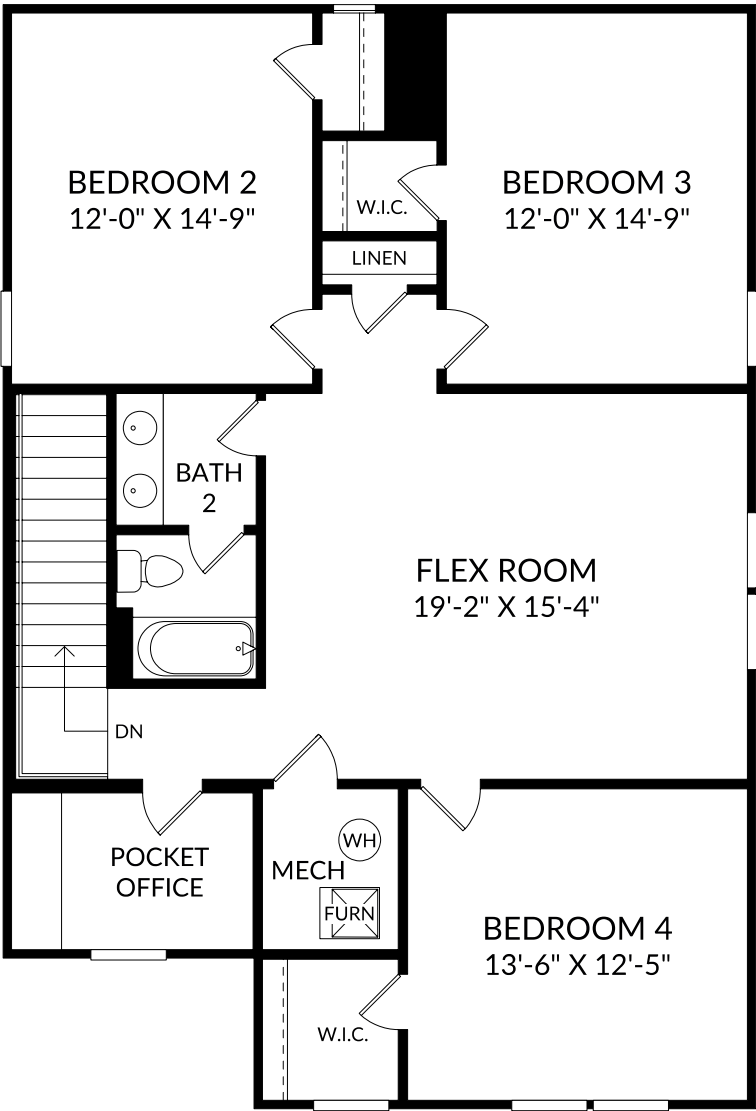 BEDROOM 2
12'-0" X 14'-9"
W.I.C.
BEDROOM 3
12'-0" X 14'-9"
LINEN
BATH
2
FLEX ROOM
19'-2" X 15'-4"
DN
POCKET
OFFICE
WH
MECH
FURN
BEDROOM 4
13'-6" X 12'-5"
W.I.C.